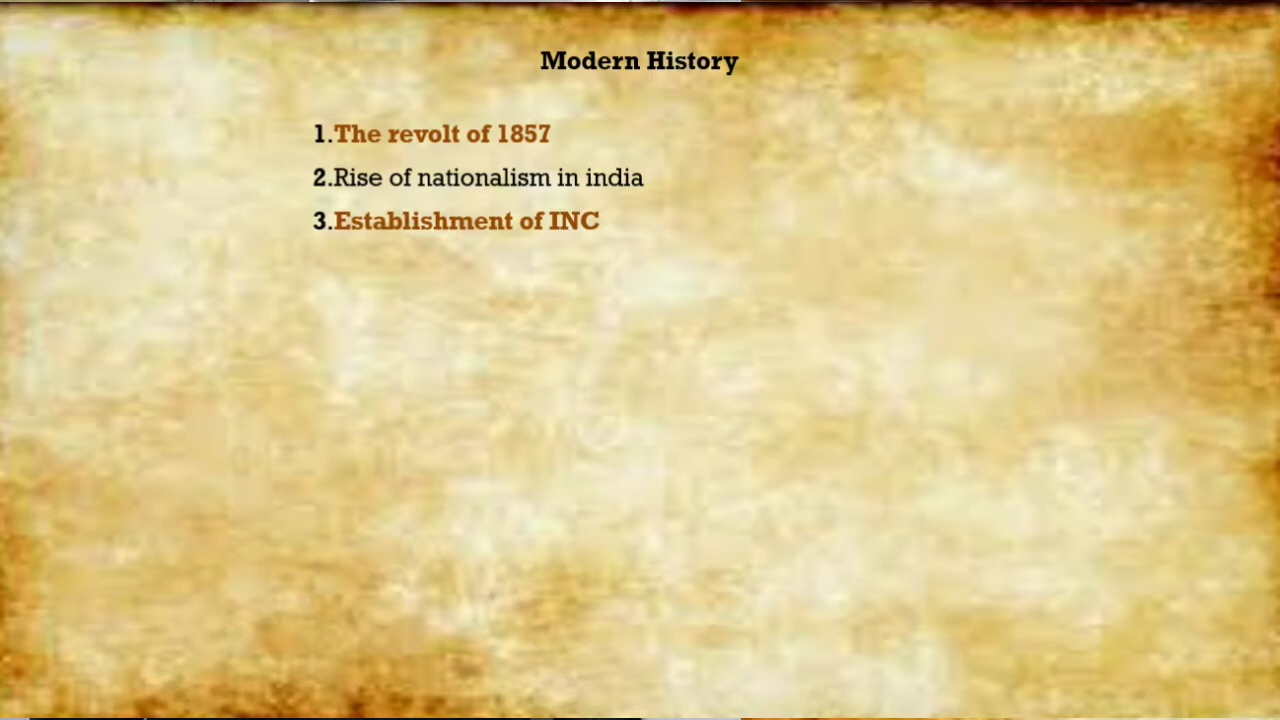 Modern History
1.The revolt of 1857
2.Rise of nationalism in india
3.Establishment of INC